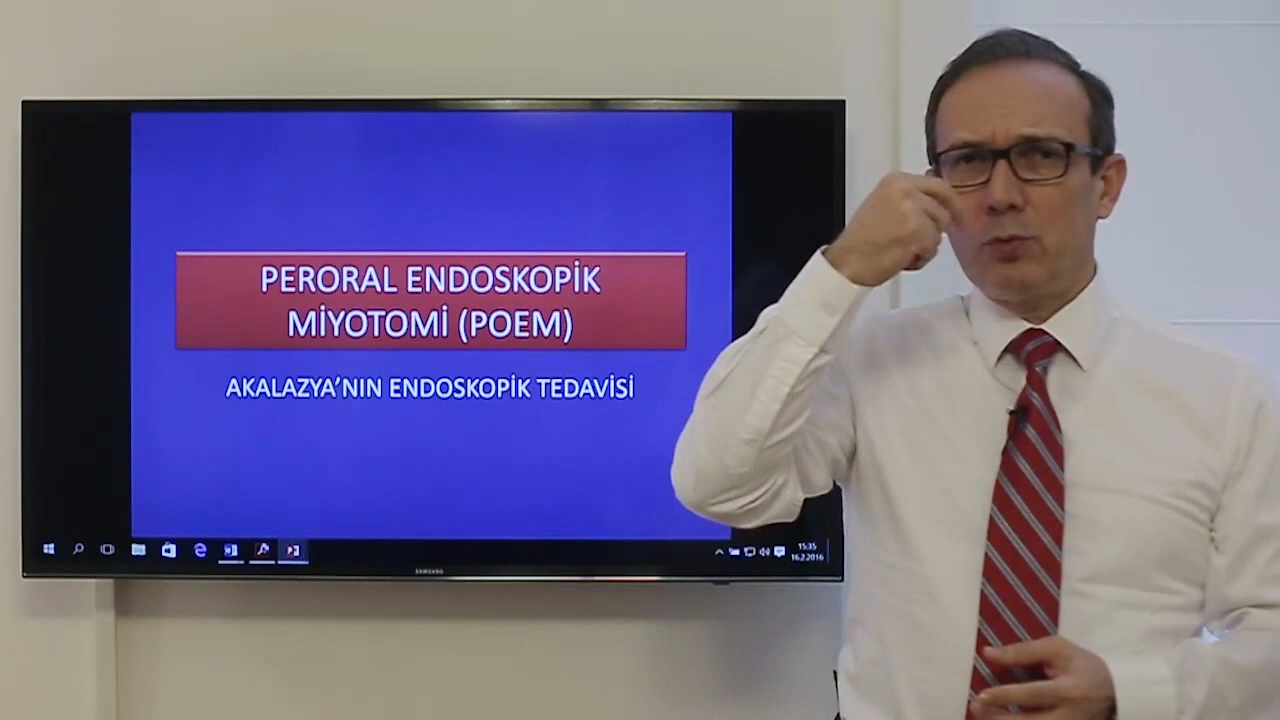 PERORAL ENDOSKOPİK
MİYOTOMİ (POEM)
AKALAZYA’NIN ENDOSKOPİK TEDAVİSİ
15:35
16.2.2016
SAMSUNG